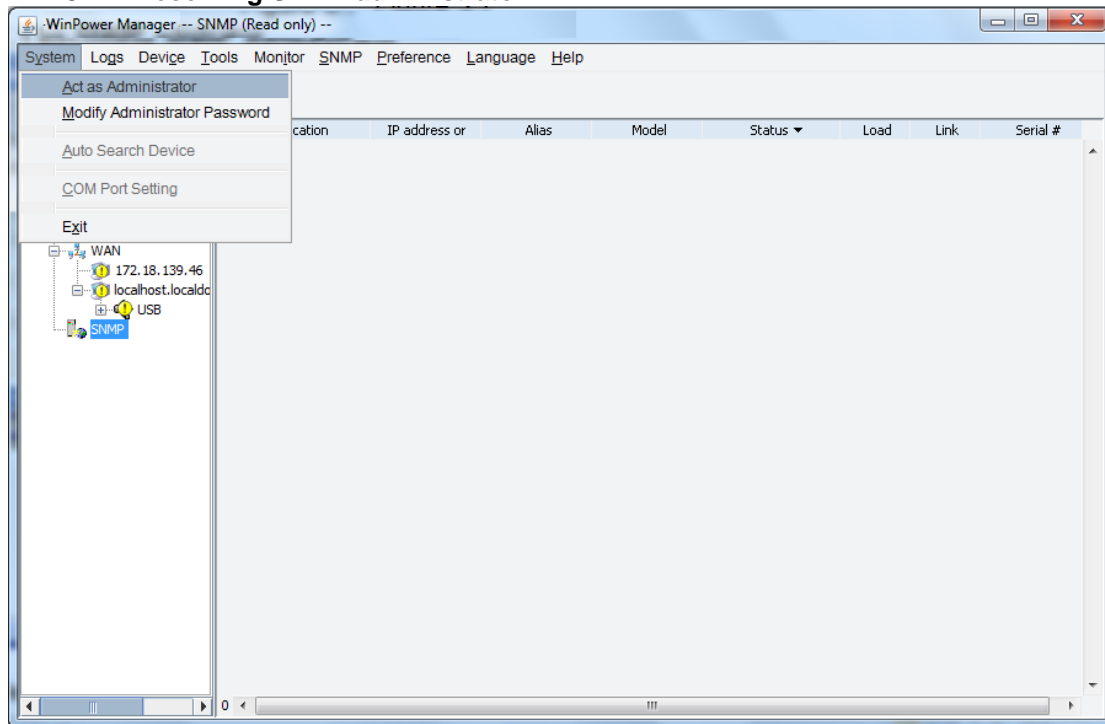 WinPower Manager -- SNMP (Read only) --
System Logs Device Tools Monitor SNMP Preference Language Help
Act as Administrator
Modify Administrator Password
cation IP address or Alias Model Status Load Link Serial #
Auto Search Device
COM Port Setting
Exit
WAN
172.18.139.46
localhost.localdo
USB
SNMP
0